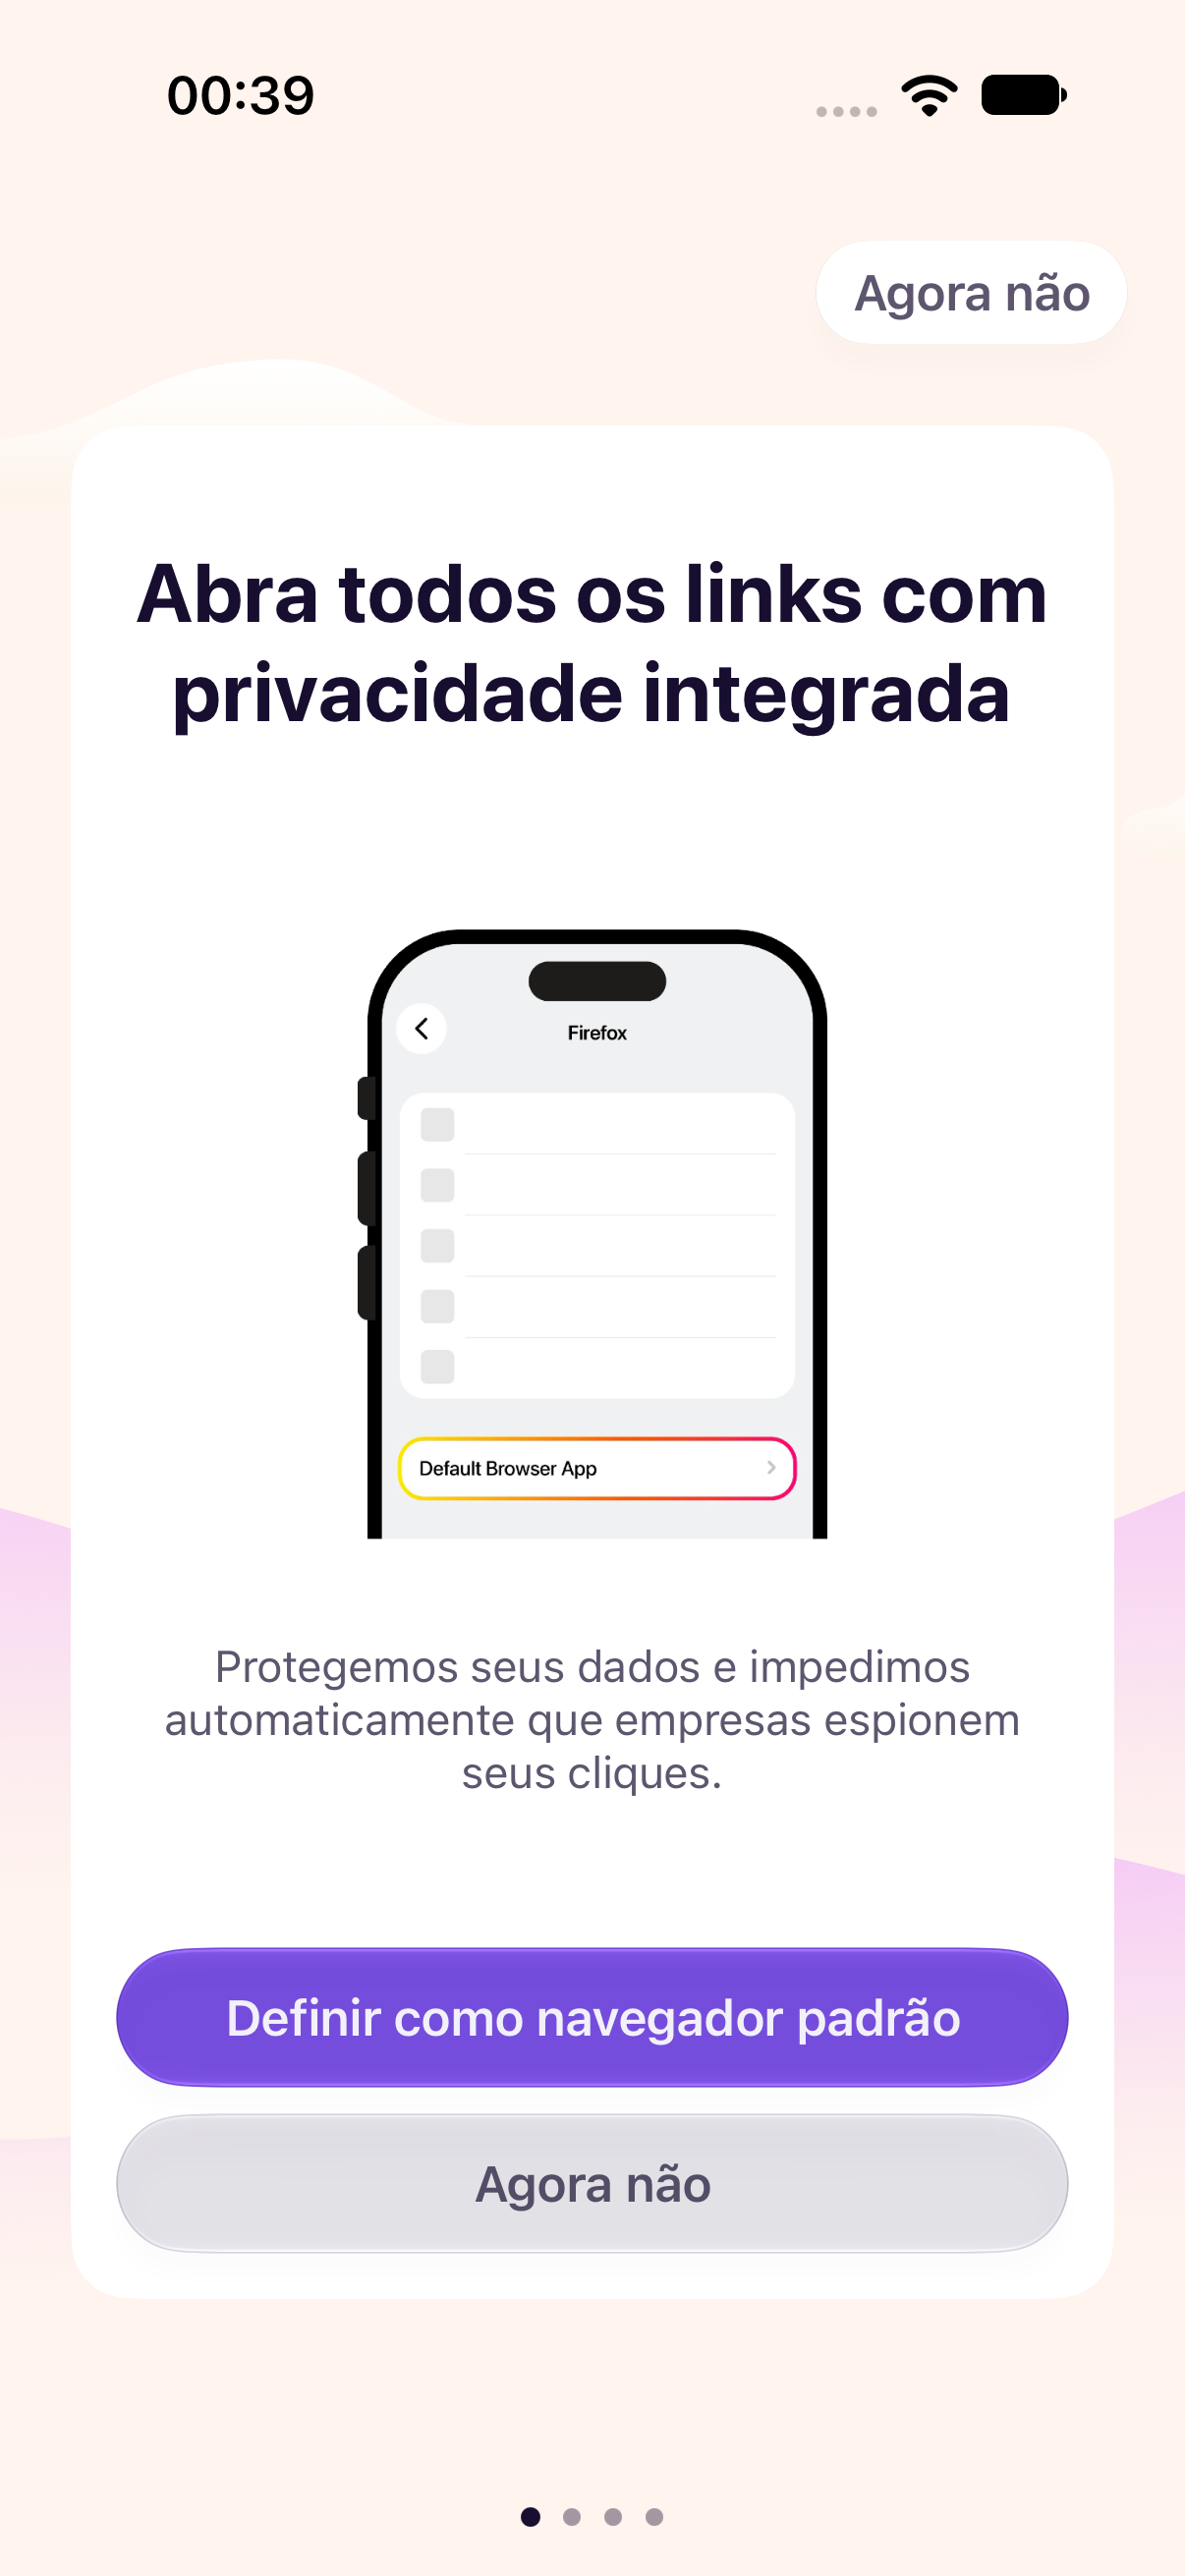 00:39
Agora não
Abra todos os links com
privacidade integrada
Firefox
Default Browser App
Protegemos seus dados e impedimos
automaticamente que empresas espionem
seus cliques.
Definir como navegador padrão
Agora não